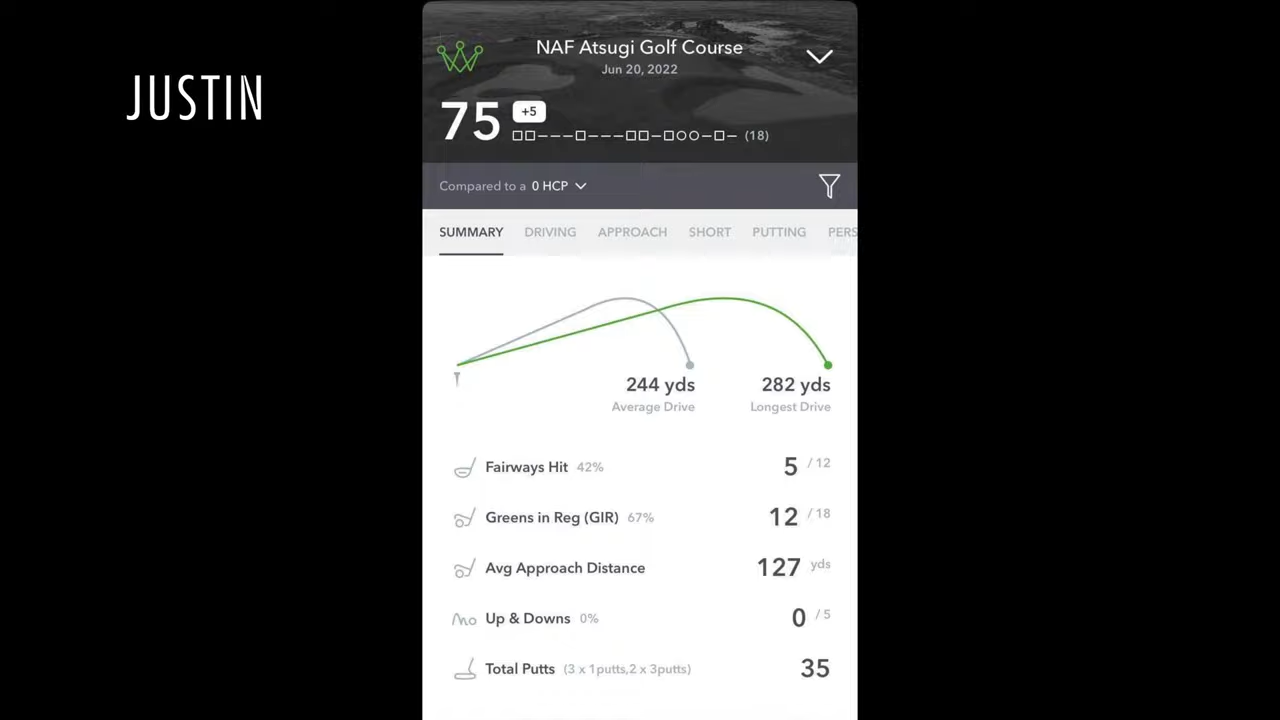 JUSTIN
NAF Atsugi Golf Course
Jun 20, 2022
75 +5
(18)
Compared to a 0 HCP
SUMMARY DRIVING APPROACH SHORT PUTTING PERS
244 yds 282 yds
Average Drive Longest Drive
Fairways Hit 42% 5 / 12
Greens in Reg (GIR) 67% 12 / 18
Avg Approach Distance 127 yds
Up & Downs 0% 0 / 5
Total Putts (3 x 1putts,2 x 3putts) 35